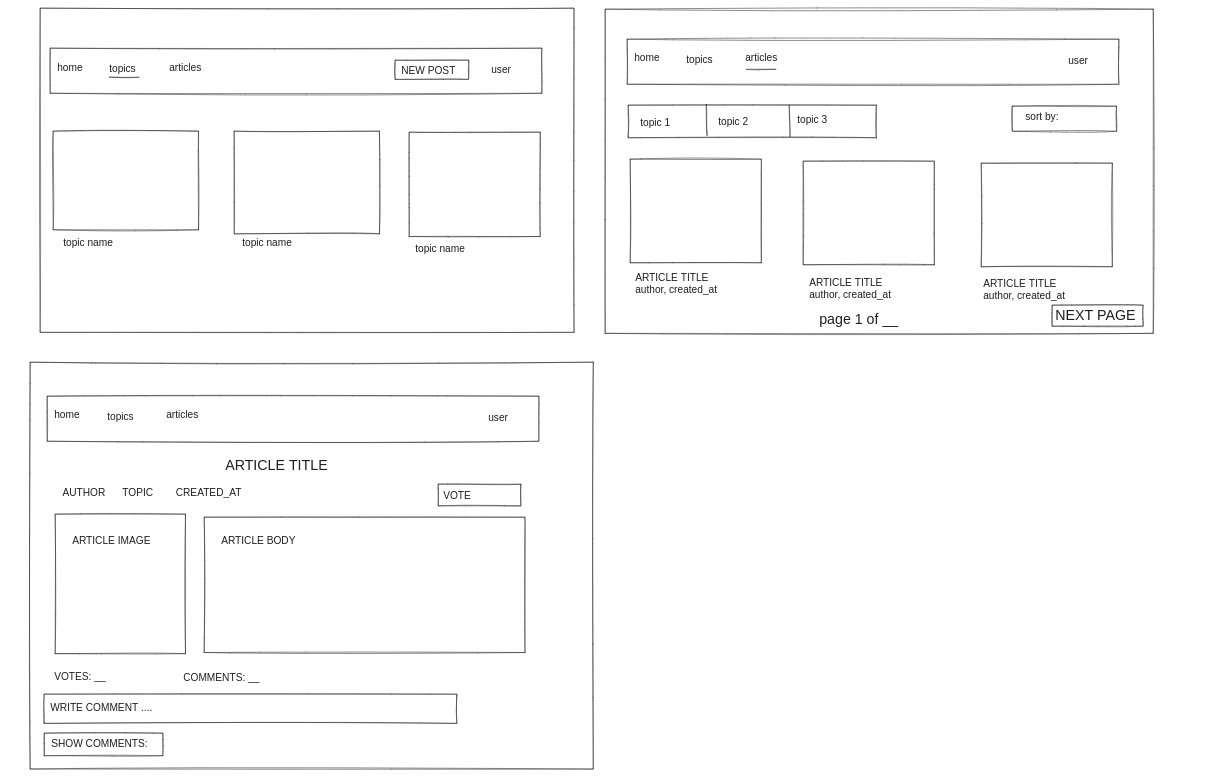 home topics articles NEW POST user
topic name topic name topic name
home topics articles user
topic 1 topic 2 topic 3 sort by:
ARTICLE TITLE ARTICLE TITLE ARTICLE TITLE
author, created_at author, created_at author, created_at
page 1 of __ NEXT PAGE
home topics articles user
ARTICLE TITLE
AUTHOR TOPIC CREATED_AT VOTE
ARTICLE IMAGE ARTICLE BODY
VOTES: __ COMMENTS: __
WRITE COMMENT ....
SHOW COMMENTS: